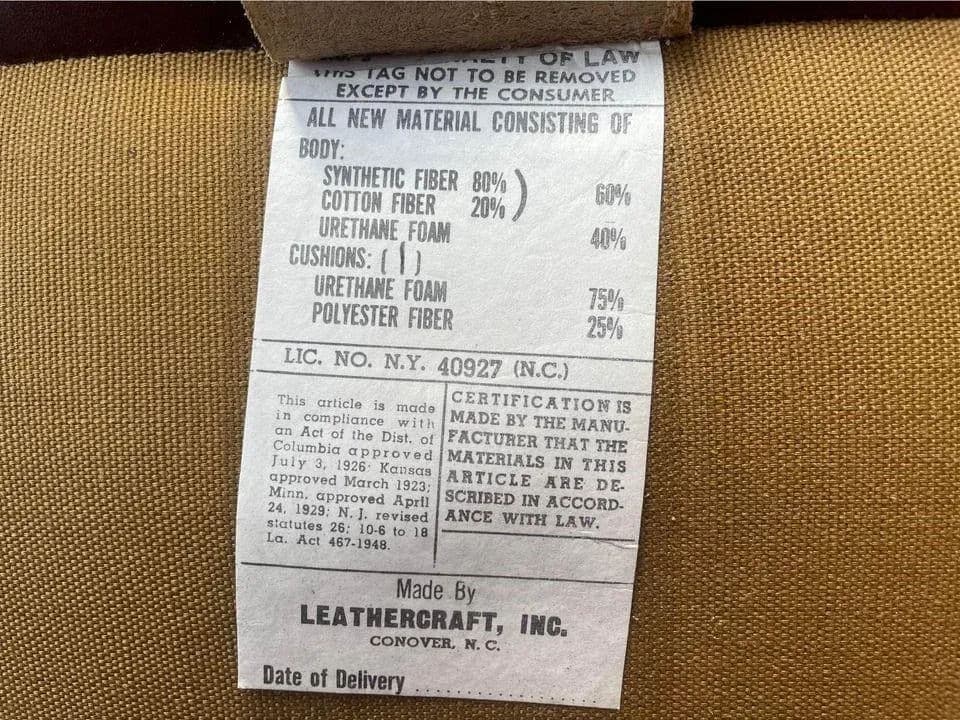 OF LAW
THIS TAG NOT TO BE REMOVED
EXCEPT BY THE CONSUMER
ALL NEW MATERIAL CONSISTING OF
BODY:
SYNTHETIC FIBER 80% ) 60%
COTTON FIBER 20%
URETHANE FOAM 40%
CUSHIONS: (1)
URETHANE FOAM 75%
POLYESTER FIBER 25%
LIC. NO. N.Y. 40927 (N.C.)
This article is made
in compliance with
an Act of the Dist. of
Columbia approved
July 3, 1926· Kansas
approved March 1923;
Minn. approved April
24, 1929; N. J. revised
statutes 26; 10-6 to 18
La. Act 467-1948.
CERTIFICATION IS
MADE BY THE MANU-
FACTURER THAT THE
MATERIALS IN THIS
ARTICLE ARE DE-
SCRIBED IN ACCORD-
ANCE WITH LAW.
Made By
LEATHERCRAFT, INC.
CONOVER, N. C.
Date of Delivery ....................